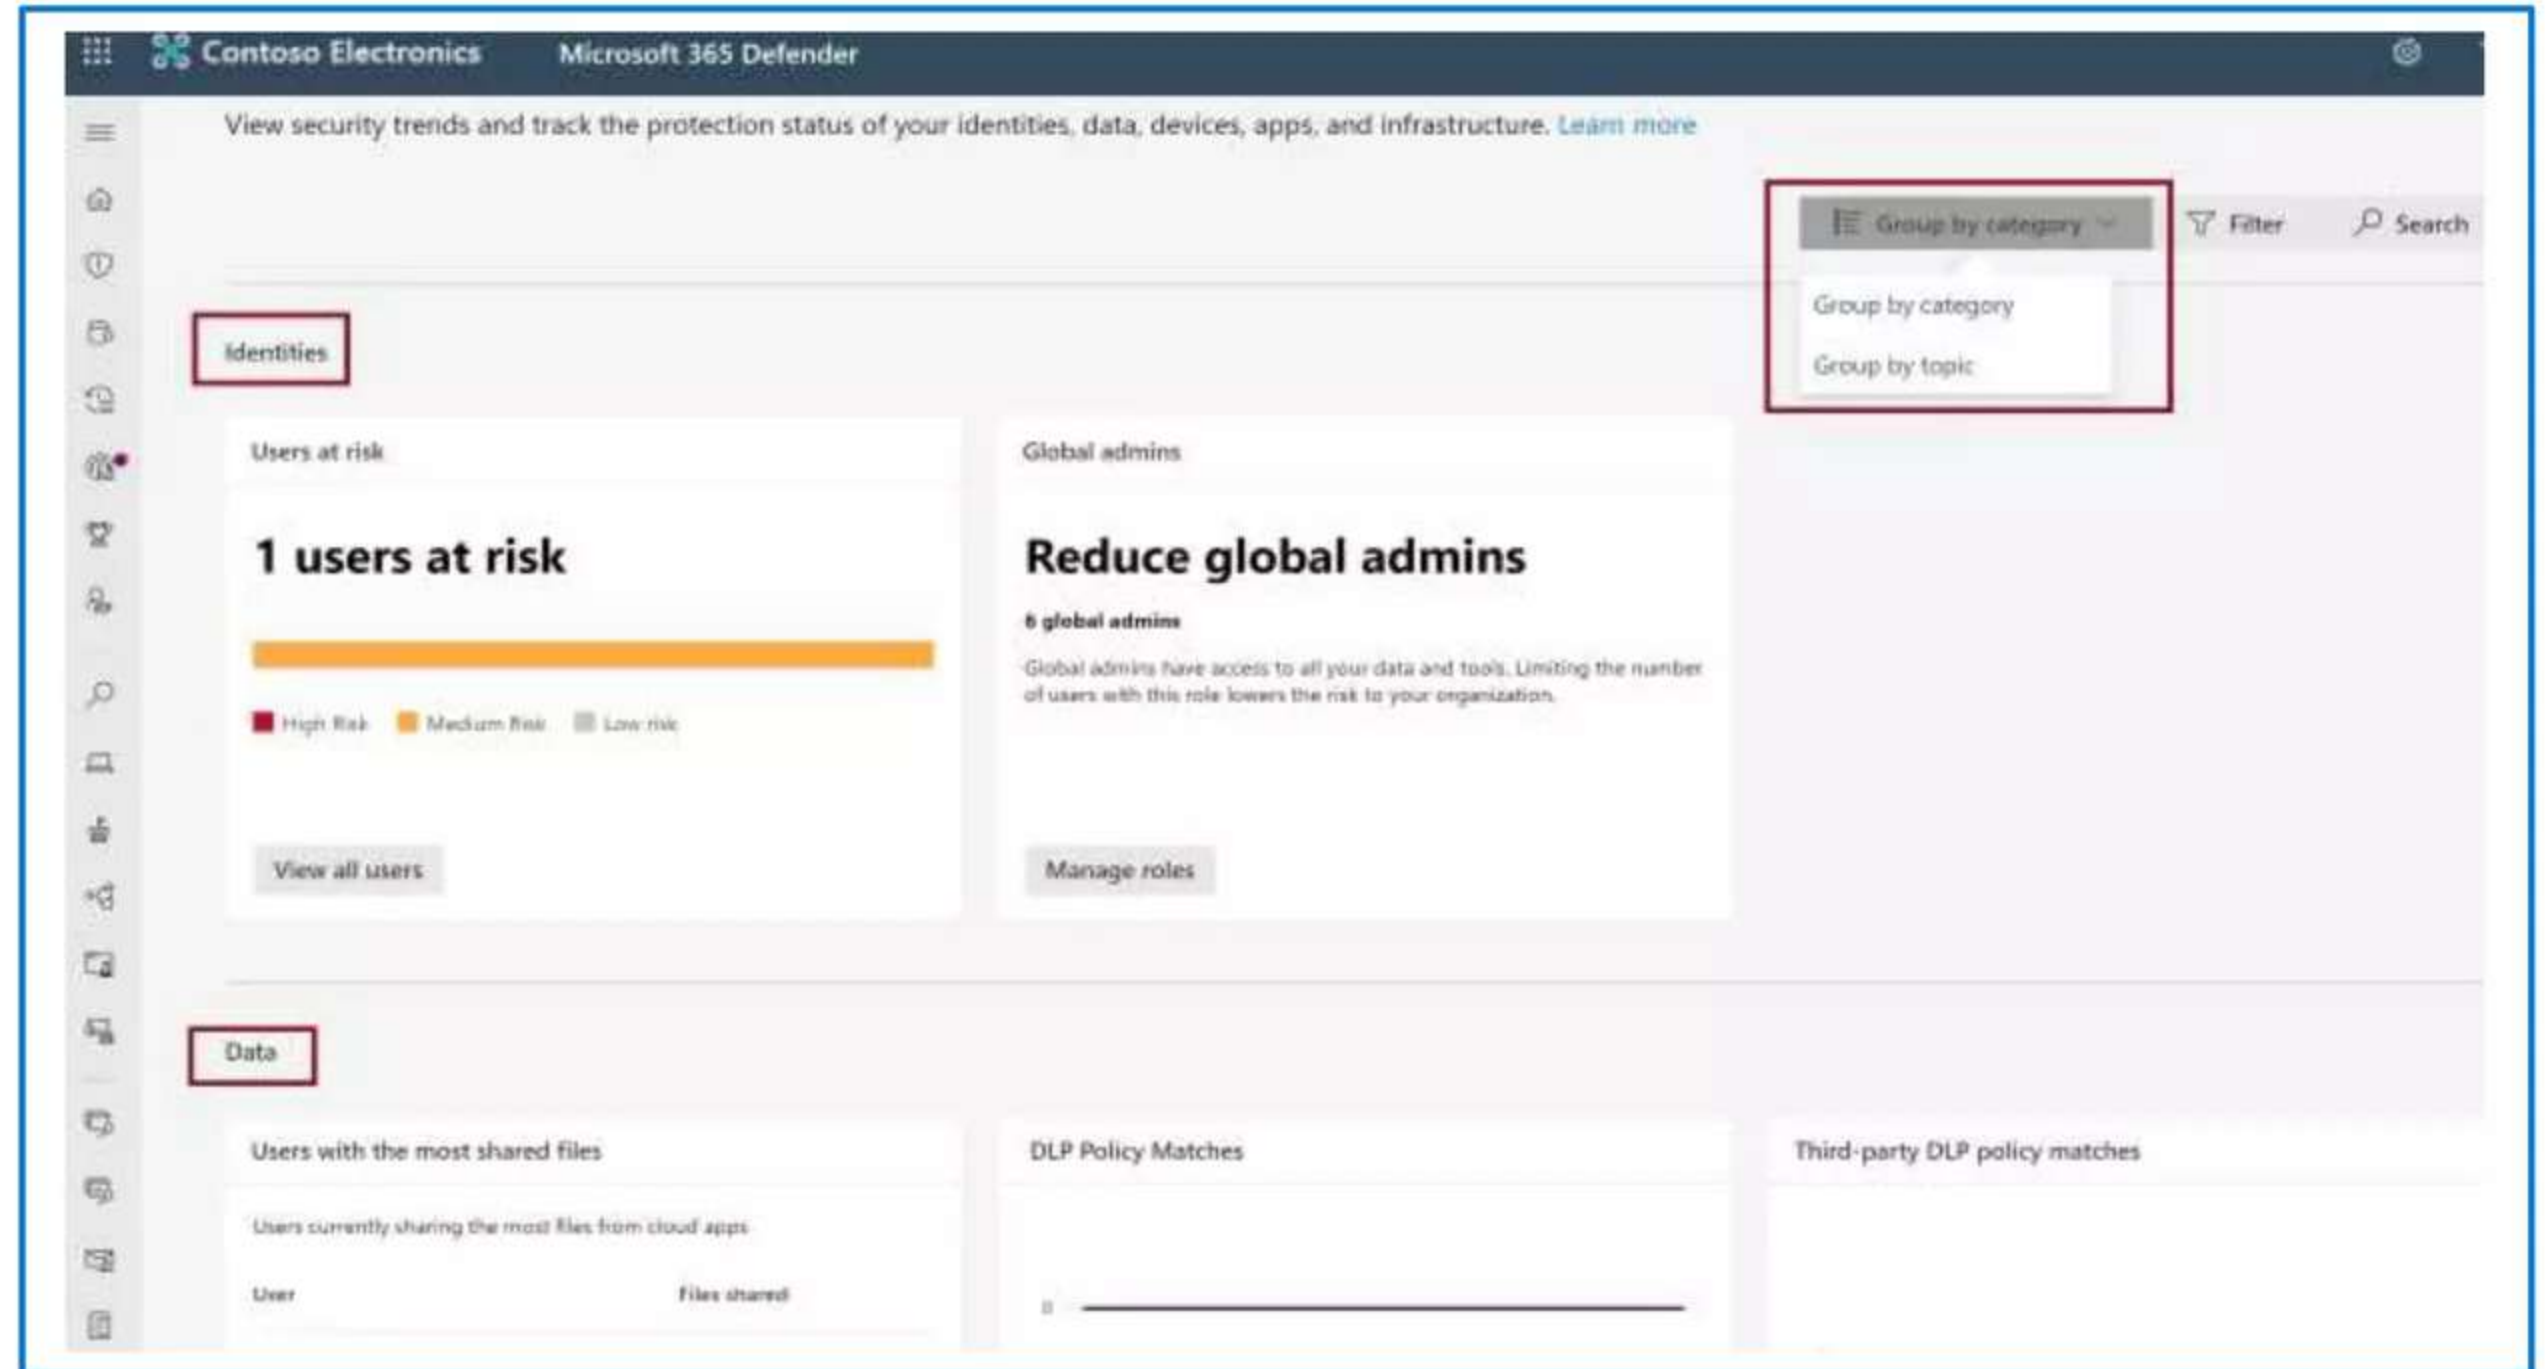 Contoso Electronics Microsoft 365 Defender
View security trends and track the protection status of your identities, data, devices, apps, and infrastructure. Learn more
Group by category Filter Search
Group by category
Group by topic
Identities
Users at risk
1 users at risk
High Risk Medium Risk Low risk
View all users
Global admins
Reduce global admins
6 global admins
Global admins have access to all your data and tools. Limiting the number
of users with this role lowers the risk to your organization.
Manage roles
Data
Users with the most shared files
Users currently sharing the most files from cloud apps
User Files shared
DLP Policy Matches
0
Third-party DLP policy matches